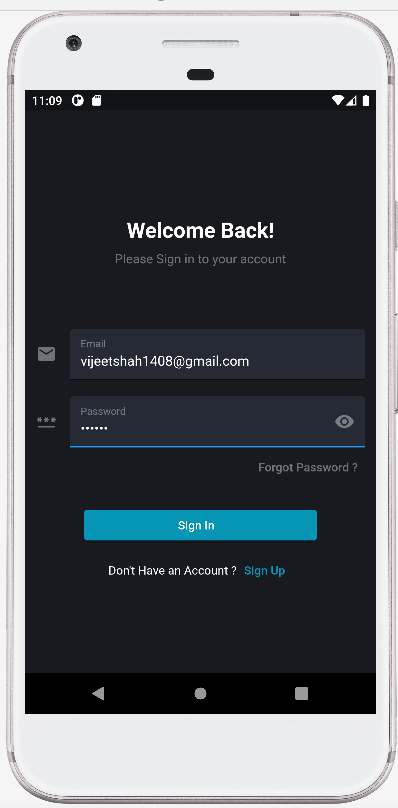 11:09
Welcome Back!
Please Sign in to your account
Email
vijeetshah1408@gmail.com
Password
••••••
Forgot Password ?
Sign In
Don't Have an Account ? Sign Up